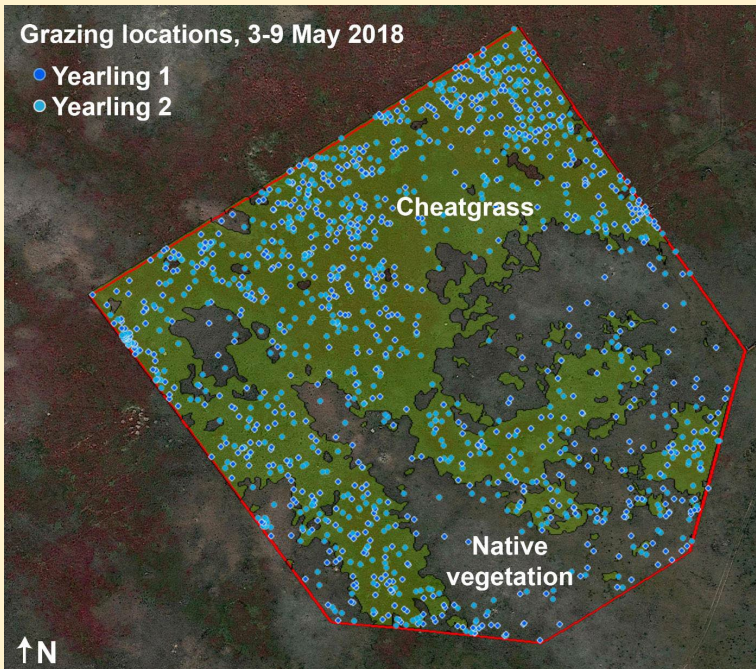 Grazing locations, 3-9 May 2018
Yearling 1
Yearling 2
Cheatgrass
Native
vegetation
N